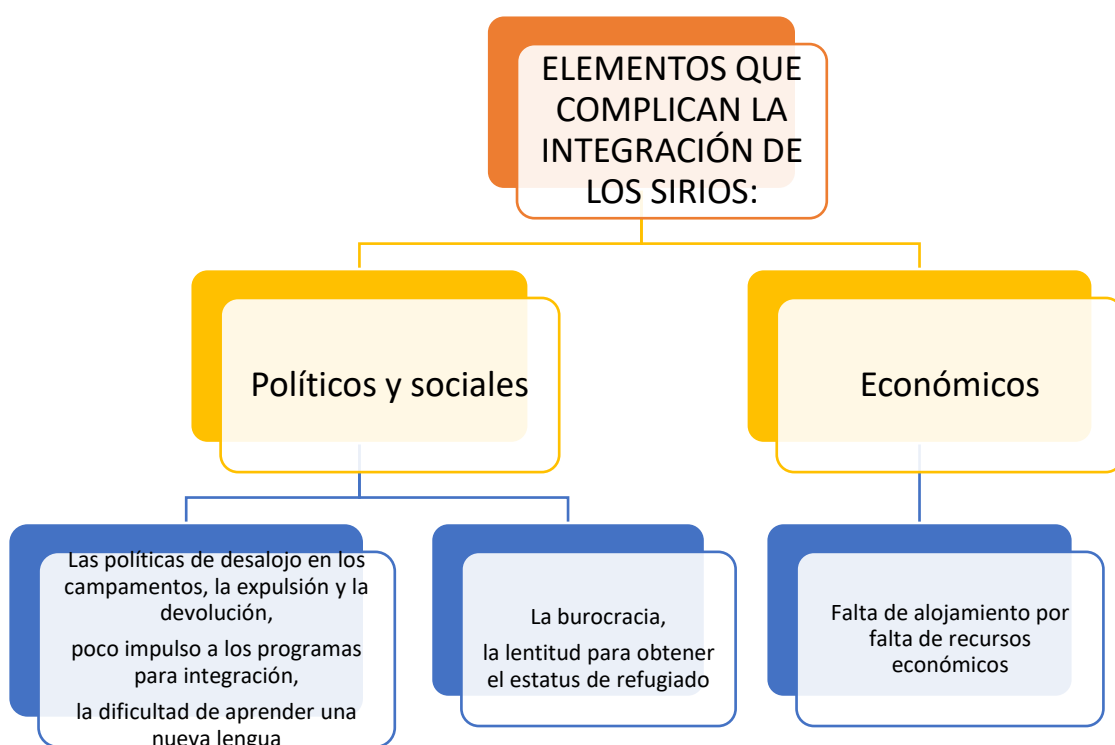 ELEMENTOS QUE
COMPLICAN LA
INTEGRACIÓN DE
LOS SIRIOS:
Políticos y sociales
Económicos
Las políticas de desalojo en los
campamentos, la expulsión y la
devolución,
poco impulso a los programas
para integración,
la dificultad de aprender una
nueva lengua
La burocracia,
la lentitud para obtener
el estatus de refugiado
Falta de alojamiento por
falta de recursos
económicos